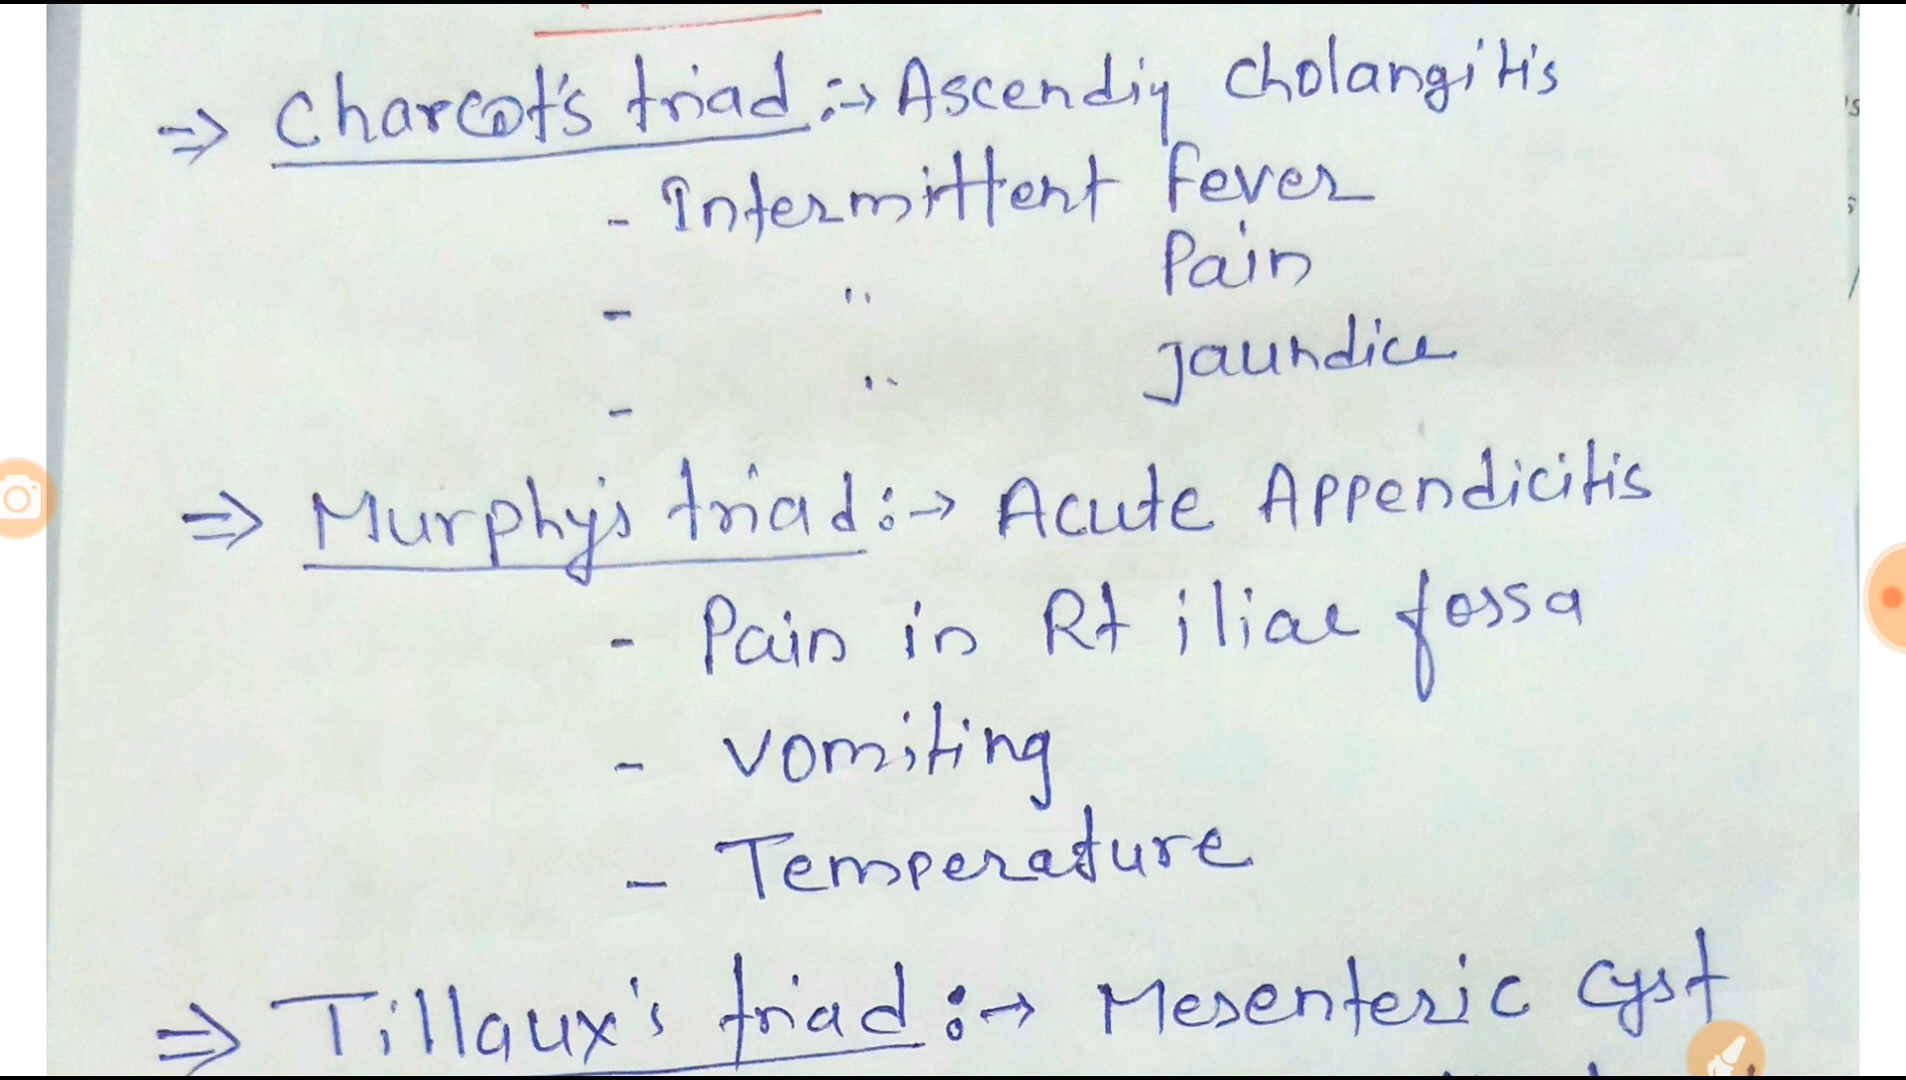 ⇒ Charcot's triad :→ Ascending cholangitis
- Intermittent fever
- " Pain
- " jaundice
⇒ Murphy's triad :→ Acute Appendicitis
- Pain in Rt iliac fossa
- vomiting
- Temperature
⇒ Tillaux's triad :→ Mesenteric cyst